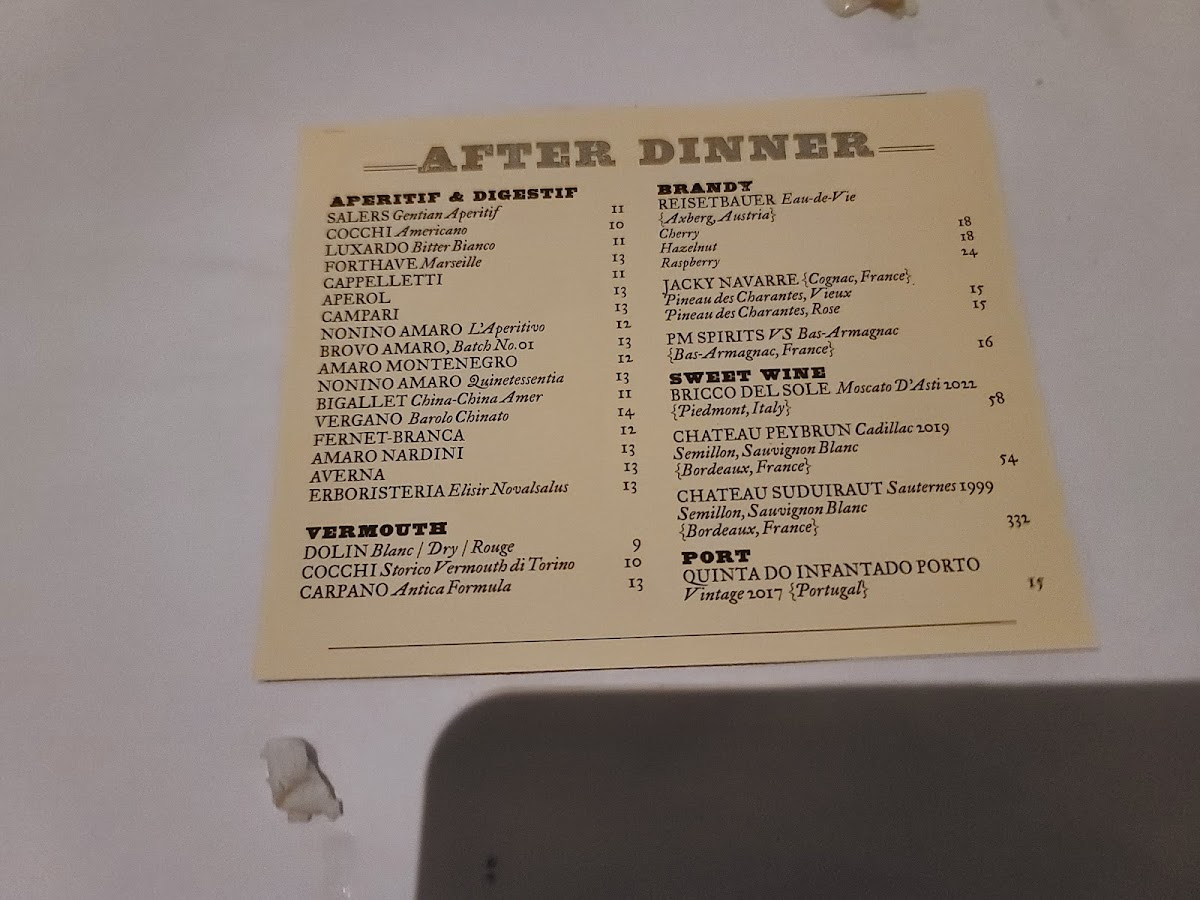 AFTER DINNER
APERITIF & DIGESTIF
SALERS Gentian Aperitif 11
COCCHI Americano 10
LUXARDO Bitter Bianco 11
FORTHAVE Marseille 13
CAPPELLETTI 11
APEROL 13
CAMPARI 13
NONINO AMARO L'Aperitivo 12
BROVO AMARO, Batch No.01 13
AMARO MONTENEGRO 12
NONINO AMARO Quinetessentia 13
BIGALLET China-China Amer 11
VERGANO Barolo Chinato 14
FERNET-BRANCA 12
AMARO NARDINI 13
AVERNA 13
ERBORISTERIA Elisir Novalsalus 13
VERMOUTH
DOLIN Blanc / Dry / Rouge 9
COCCHI Storico Vermouth di Torino 10
CARPANO Antica Formula 13
BRANDY
REISETBAUER Eau-de-Vie
{Axberg, Austria}
Cherry 18
Hazelnut 18
Raspberry 24
JACKY NAVARRE {Cognac, France}
Pineau des Charantes, Vieux 15
Pineau des Charantes, Rose 15
PM SPIRITS VS Bas-Armagnac
{Bas-Armagnac, France} 16
SWEET WINE
BRICCO DEL SOLE Moscato D'Asti 2022
{Piedmont, Italy} 58
CHATEAU PEYBRUN Cadillac 2019
Semillon, Sauvignon Blanc
{Bordeaux, France} 54
CHATEAU SUDUIRAUT Sauternes 1999
Semillon, Sauvignon Blanc
{Bordeaux, France} 332
PORT
QUINTA DO INFANTADO PORTO
Vintage 2017 {Portugal} 15